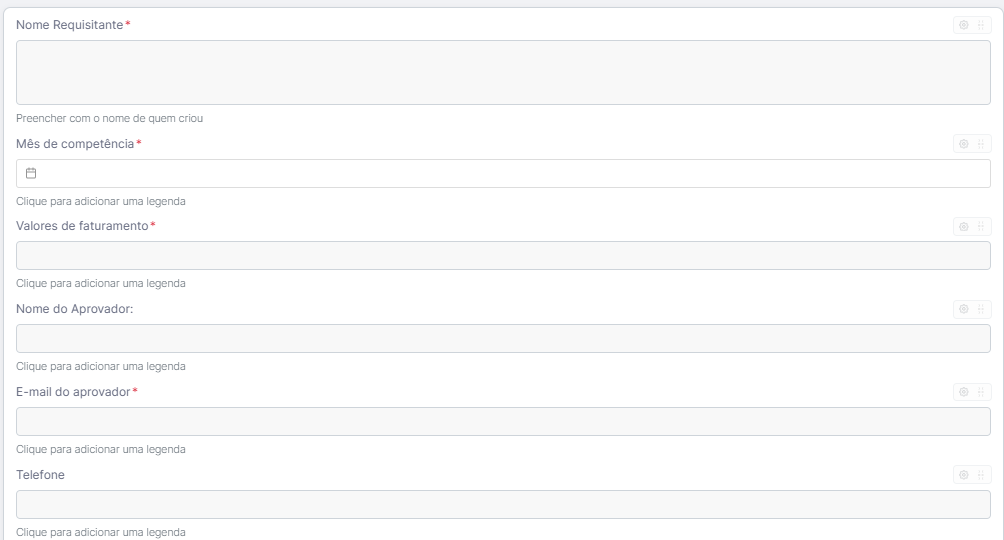 Nome Requisitante*
Preencher com o nome de quem criou
Mês de competência*
Clique para adicionar uma legenda
Valores de faturamento*
Clique para adicionar uma legenda
Nome do Aprovador:
Clique para adicionar uma legenda
E-mail do aprovador*
Clique para adicionar uma legenda
Telefone
Clique para adicionar uma legenda